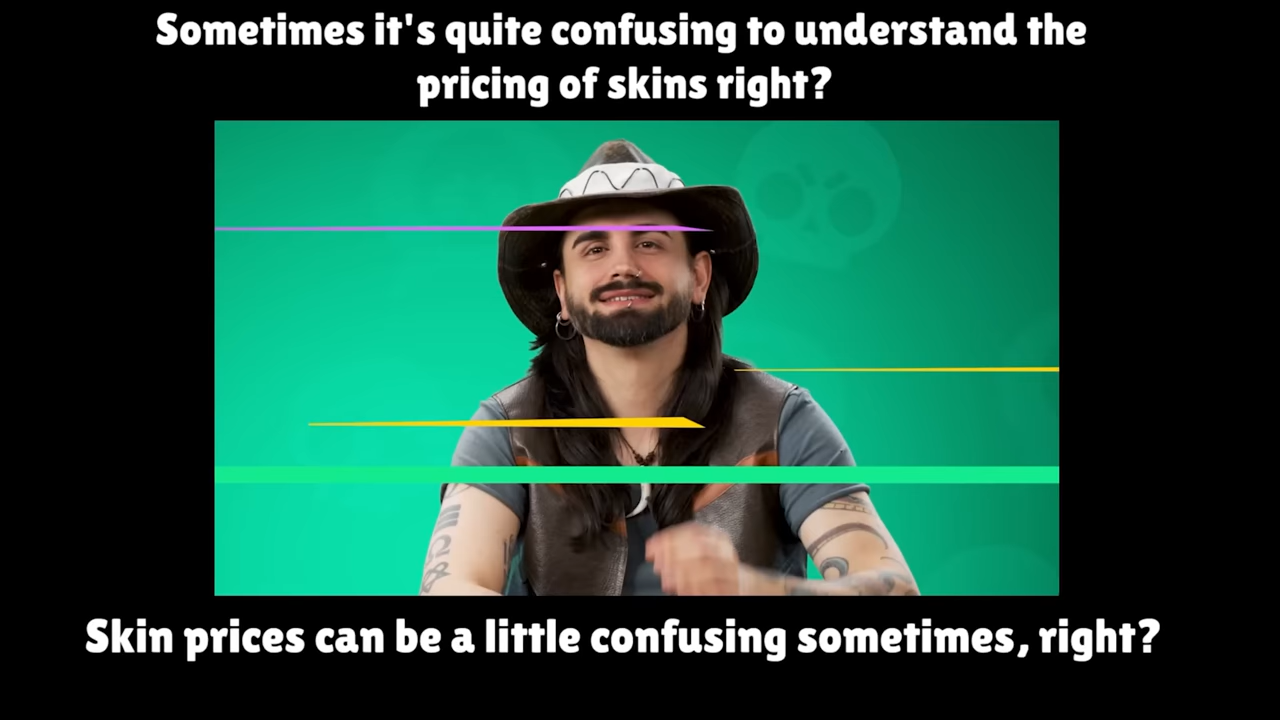 Sometimes it's quite confusing to understand the
pricing of skins right?
Skin prices can be a little confusing sometimes, right?